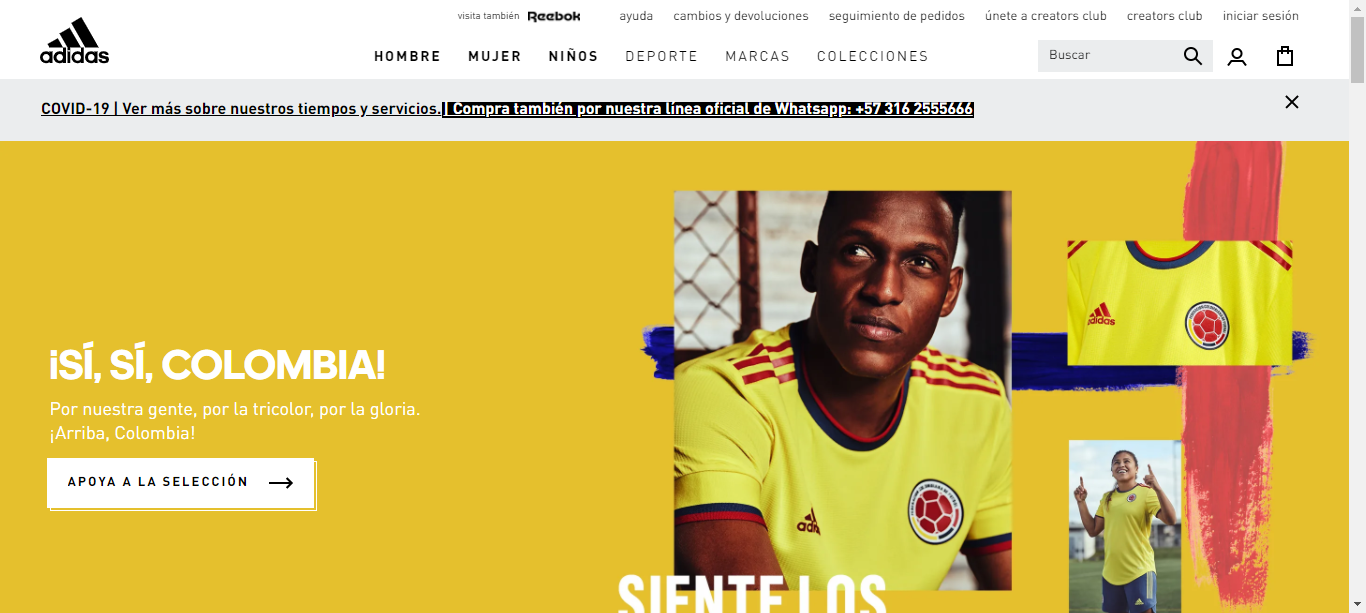 visita también Reebok ayuda cambios y devoluciones seguimiento de pedidos únete a creators club creators club iniciar sesión
adidas
HOMBRE MUJER NIÑOS DEPORTE MARCAS COLECCIONES Buscar
COVID-19 | Ver más sobre nuestros tiempos y servicios.| Compra también por nuestra línea oficial de Whatsapp: +57 316 2555666
adidas
¡SÍ, SÍ, COLOMBIA!
Por nuestra gente, por la tricolor, por la gloria.
¡Arriba, Colombia!
APOYA A LA SELECCIÓN
adidas
SIENTE LOS